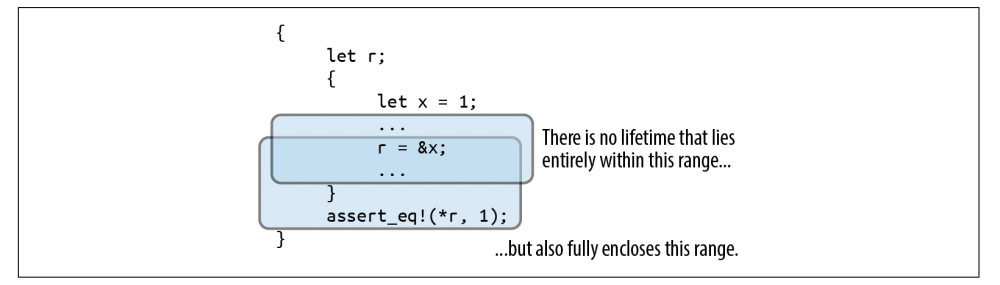 {
let r;
{
let x = 1;
...
r = &x;
...
}
assert_eq!(*r, 1);
}
There is no lifetime that lies
entirely within this range...
...but also fully encloses this range.